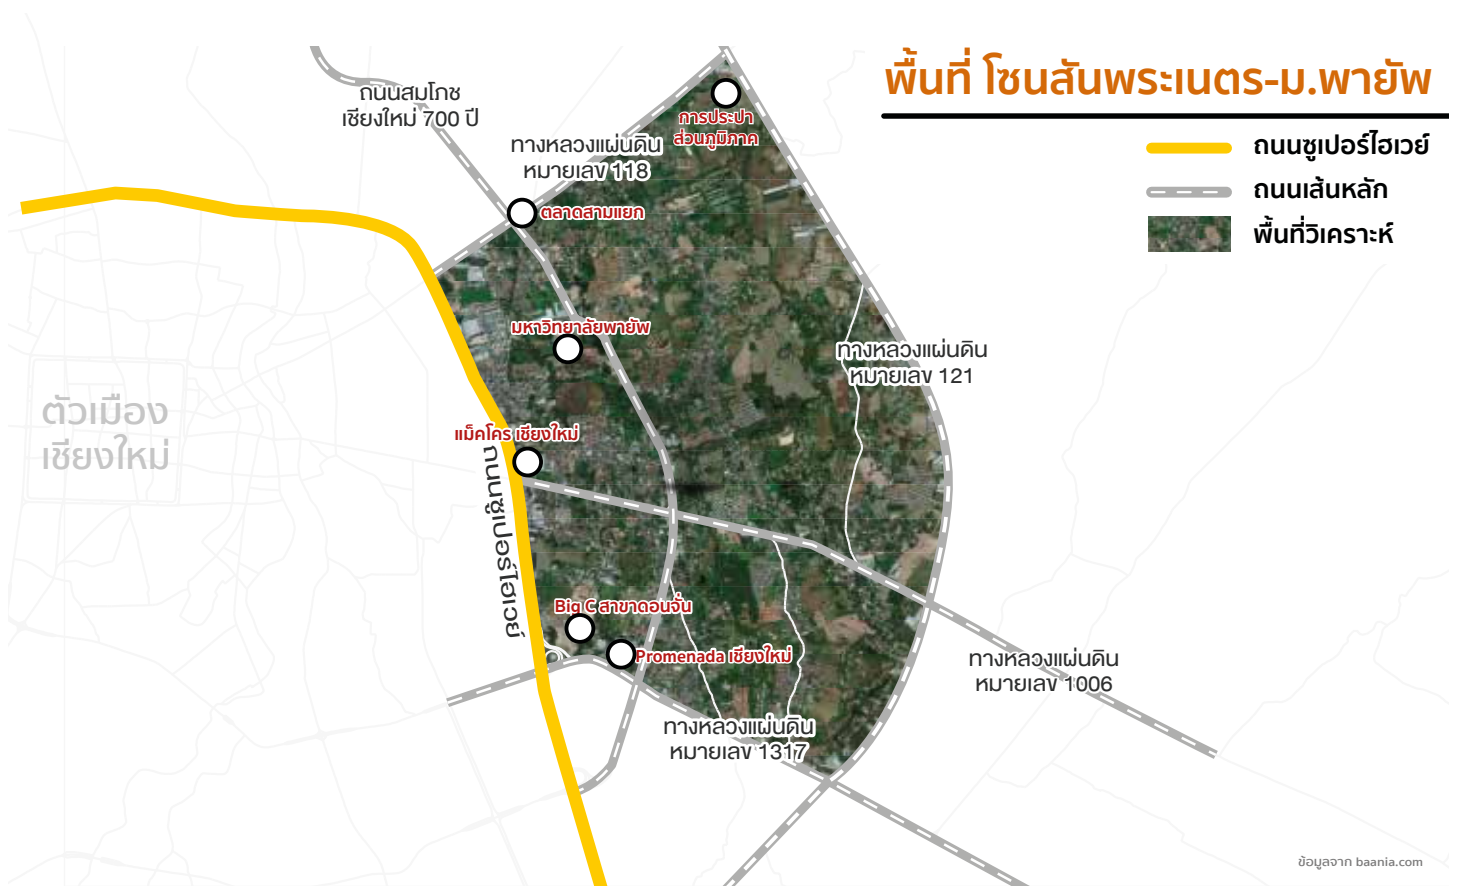 พื้นที่ โซนสันพระเนตร-ม.พายัพ
ถนนซูเปอร์ไฮเวย์
ถนนเส้นหลัก
พื้นที่วิเคราะห์
ถนนสมโภช
เชียงใหม่ 700 ปี
การประปา
ส่วนภูมิภาค
ทางหลวงแผ่นดิน
หมายเลข 118
ตลาดสามแยก
มหาวิทยาลัยพายัพ
ทางหลวงแผ่นดิน
หมายเลข 121
ตัวเมือง
เชียงใหม่
แม็คโคร เชียงใหม่
ถนนซุปเปอร์ไฮเวย์
Big C สาขาดอนจั่น
Promenada เชียงใหม่
ทางหลวงแผ่นดิน
หมายเลข 1006
ทางหลวงแผ่นดิน
หมายเลข 1317
ข้อมูลจาก baania.com